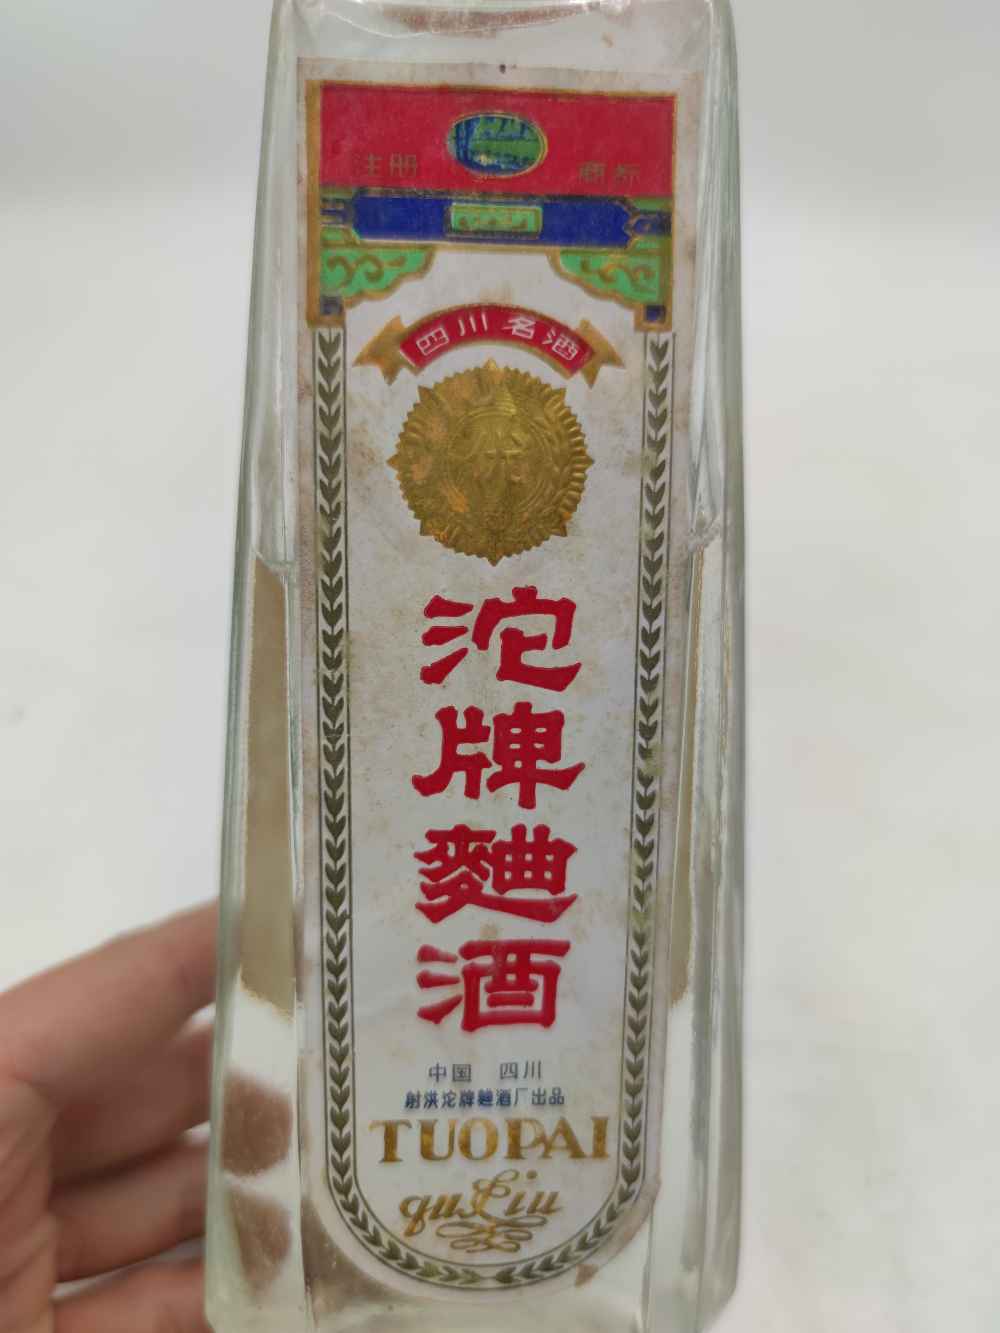 注册 商标
四川名酒
沱牌麯酒
中国 四川
射洪沱牌麯酒厂出品
TUOPAI
quLiu